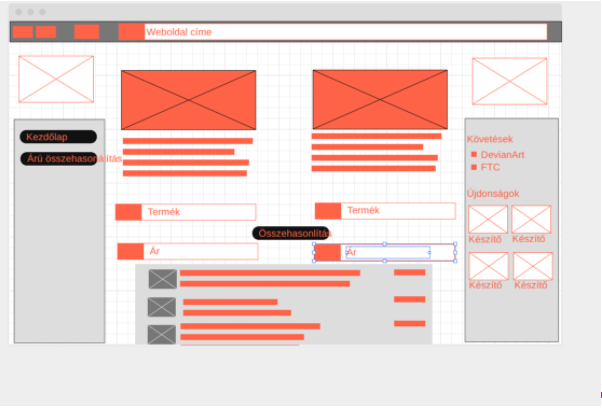 Weboldal címe
Kezdőlap
Árú összehasonlítás
Termék
Termék
Összehasonlítás
Ár
Ár
Követések
DevianArt
FTC
Újdonságok
Készítő
Készítő
Készítő
Készítő